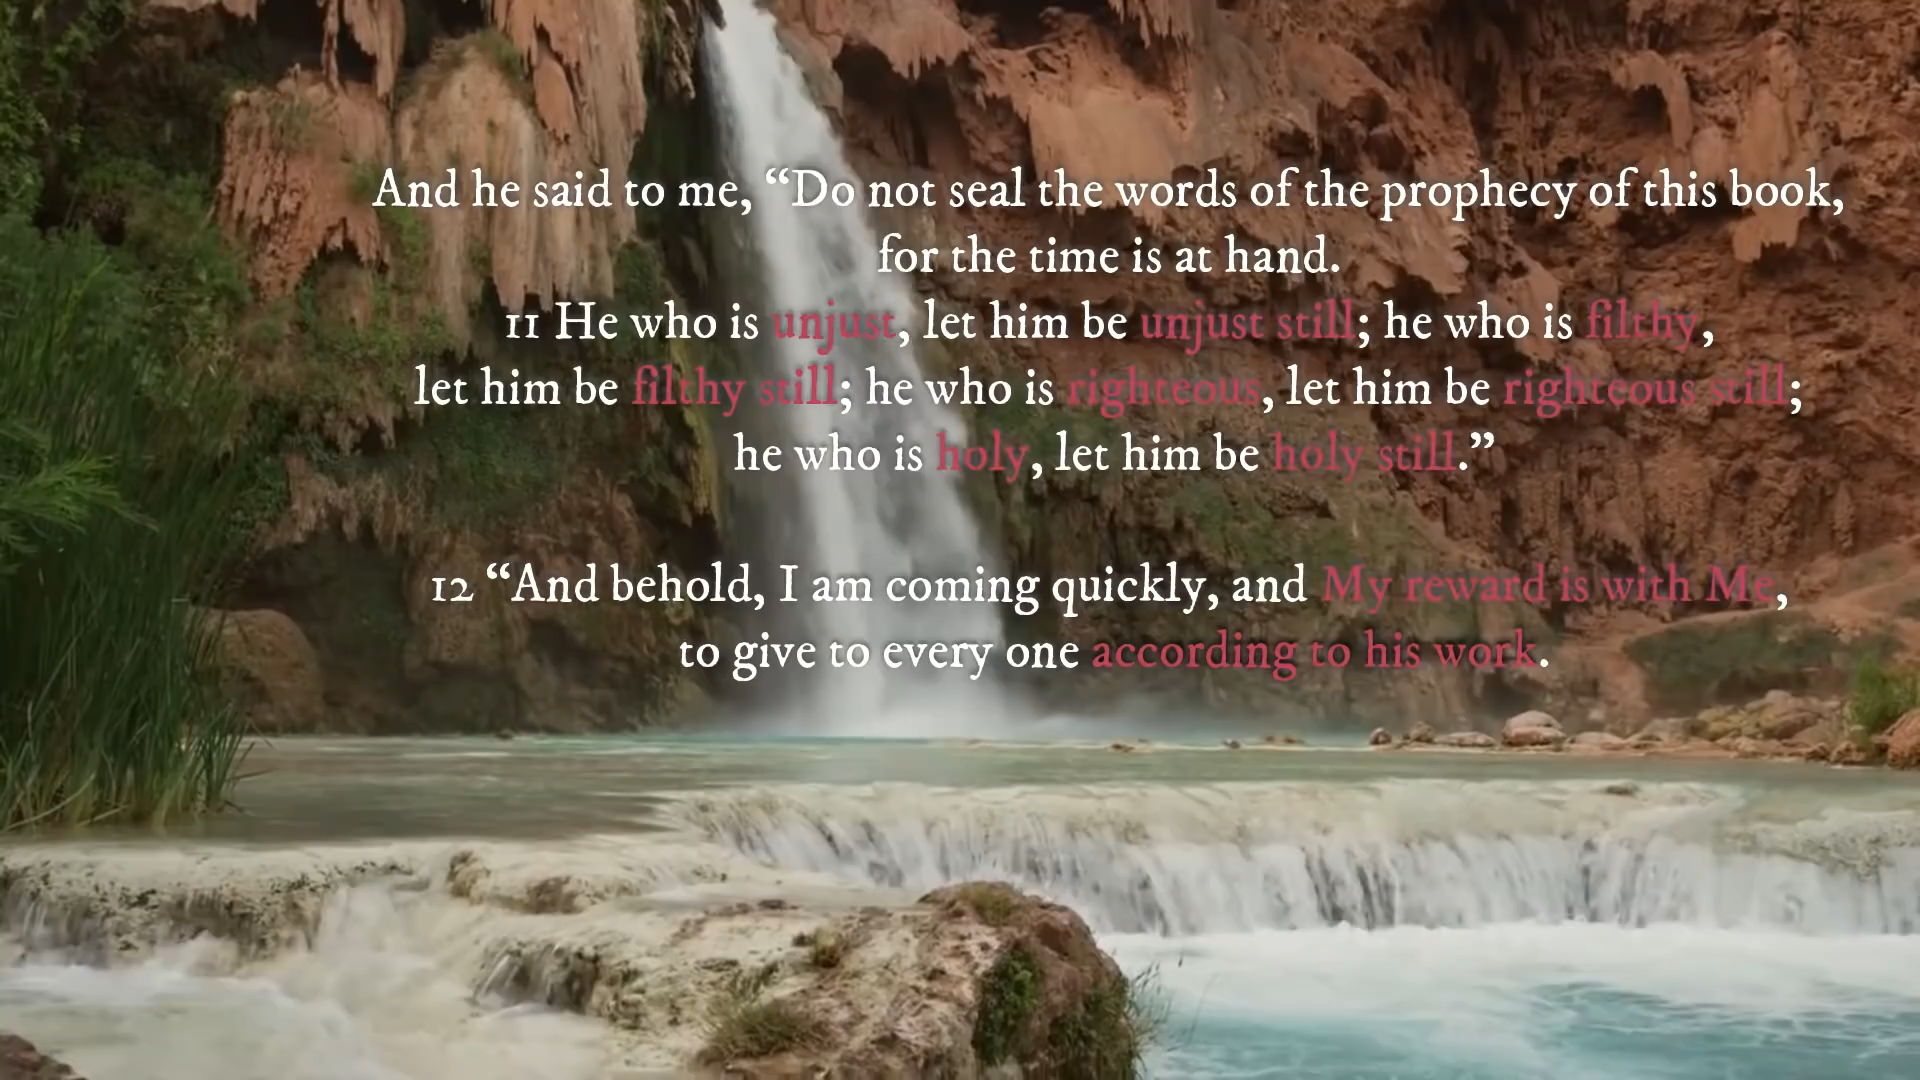 And he said to me, “Do not seal the words of the prophecy of this book,
for the time is at hand.
11 He who is unjust, let him be unjust still; he who is filthy,
let him be filthy still; he who is righteous, let him be righteous still;
he who is holy, let him be holy still.”
12 “And behold, I am coming quickly, and My reward is with Me,
to give to every one according to his work.